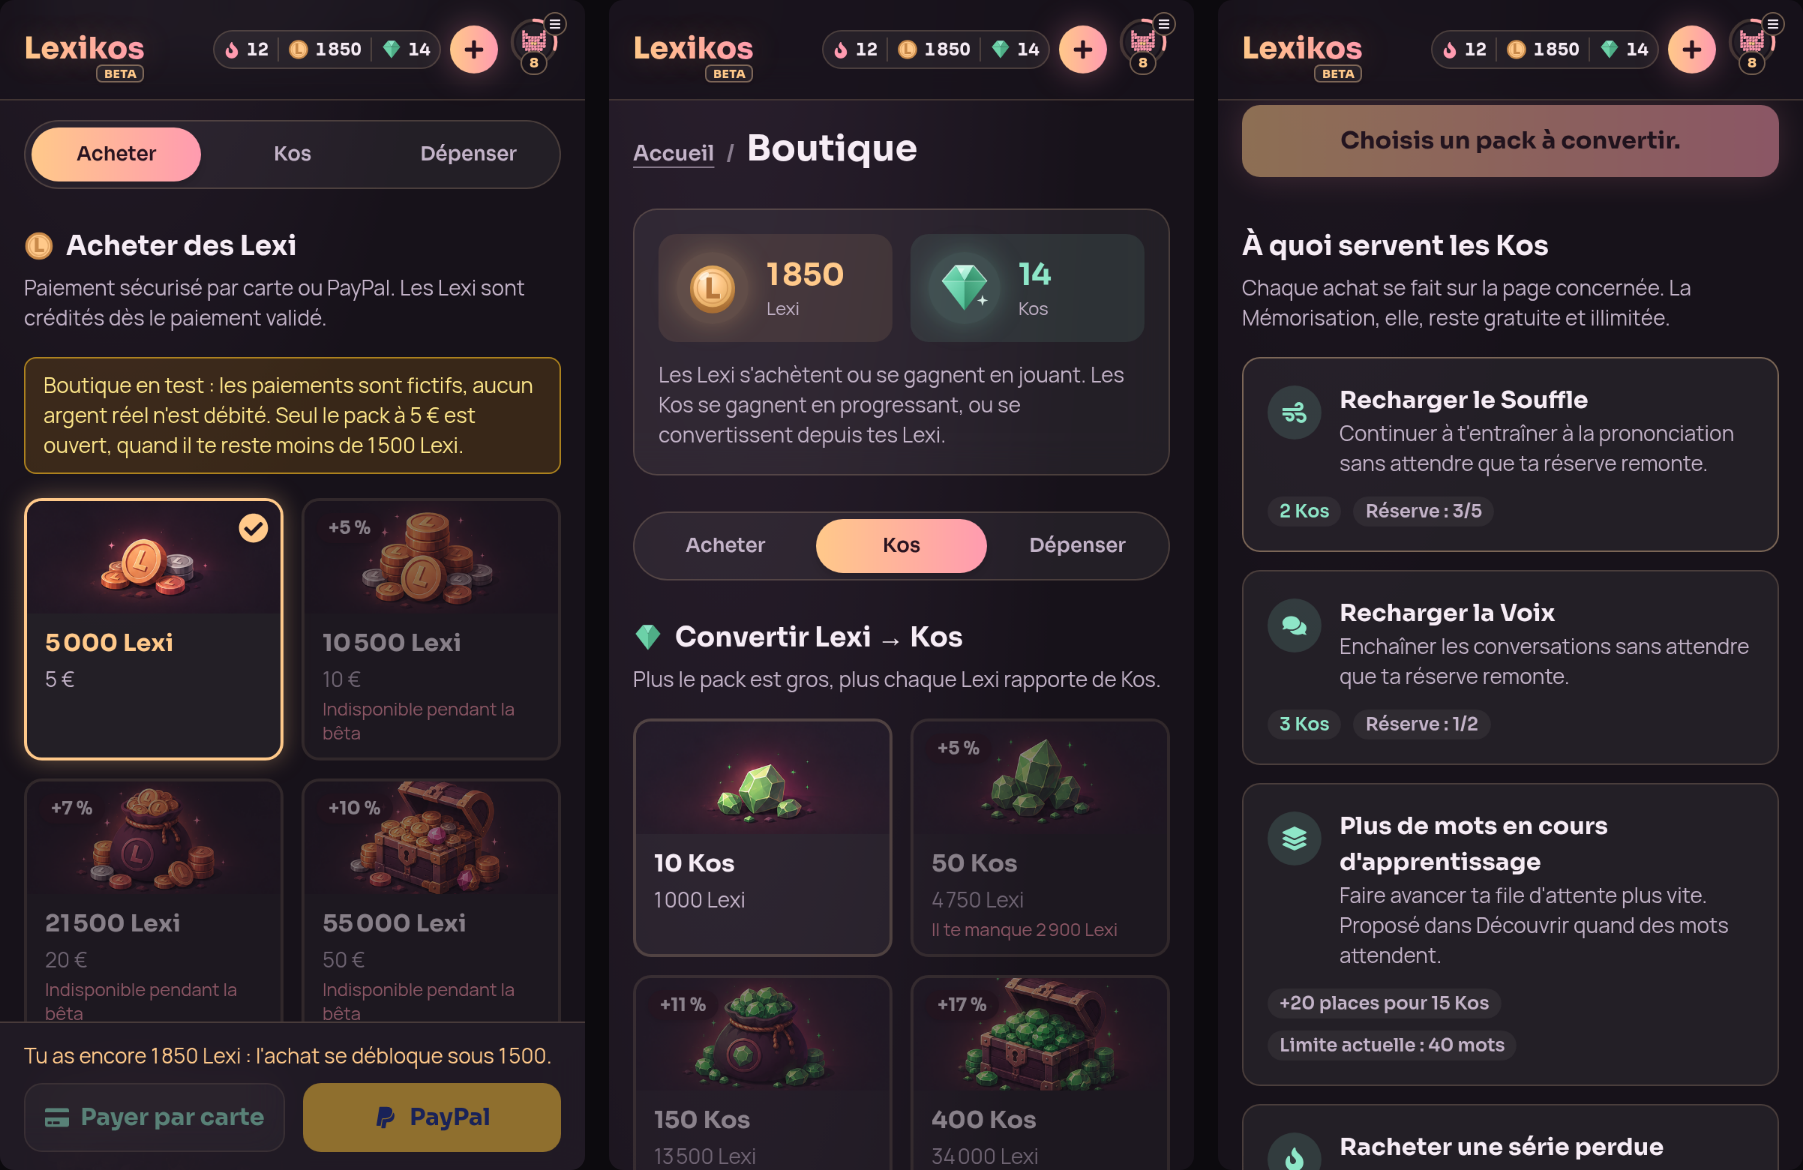 Lexikos
BETA
12
1850
14
8
Acheter
Kos
Dépenser
Acheter des Lexi
Paiement sécurisé par carte ou PayPal. Les Lexi sont
crédités dès le paiement validé.
Boutique en test : les paiements sont fictifs, aucun
argent réel n'est débité. Seul le pack à 5 € est
ouvert, quand il te reste moins de 1500 Lexi.
5000 Lexi
5 €
+5 %
10500 Lexi
10 €
Indisponible pendant la
bêta
+7 %
21500 Lexi
20 €
Indisponible pendant la
bêta
+10 %
55000 Lexi
50 €
Indisponible pendant la
bêta
Tu as encore 1850 Lexi : l'achat se débloque sous 1500.
Payer par carte
PayPal
Lexikos
BETA
12
1850
14
8
Accueil / Boutique
L
1850
Lexi
14
Kos
Les Lexi s'achètent ou se gagnent en jouant. Les
Kos se gagnent en progressant, ou se
convertissent depuis tes Lexi.
Acheter
Kos
Dépenser
Convertir Lexi → Kos
Plus le pack est gros, plus chaque Lexi rapporte de Kos.
10 Kos
1000 Lexi
+5 %
50 Kos
4750 Lexi
Il te manque 2900 Lexi
+11 %
150 Kos
13500 Lexi
+17 %
400 Kos
34000 Lexi
Lexikos
BETA
12
1850
14
8
Choisis un pack à convertir.
À quoi servent les Kos
Chaque achat se fait sur la page concernée. La
Mémorisation, elle, reste gratuite et illimitée.
Recharger le Souffle
Continuer à t'entraîner à la prononciation
sans attendre que ta réserve remonte.
2 Kos
Réserve : 3/5
Recharger la Voix
Enchaîner les conversations sans attendre
que ta réserve remonte.
3 Kos
Réserve : 1/2
Plus de mots en cours
d'apprentissage
Faire avancer ta file d'attente plus vite.
Proposé dans Découvrir quand des mots
attendent.
+20 places pour 15 Kos
Limite actuelle : 40 mots
Racheter une série perdue